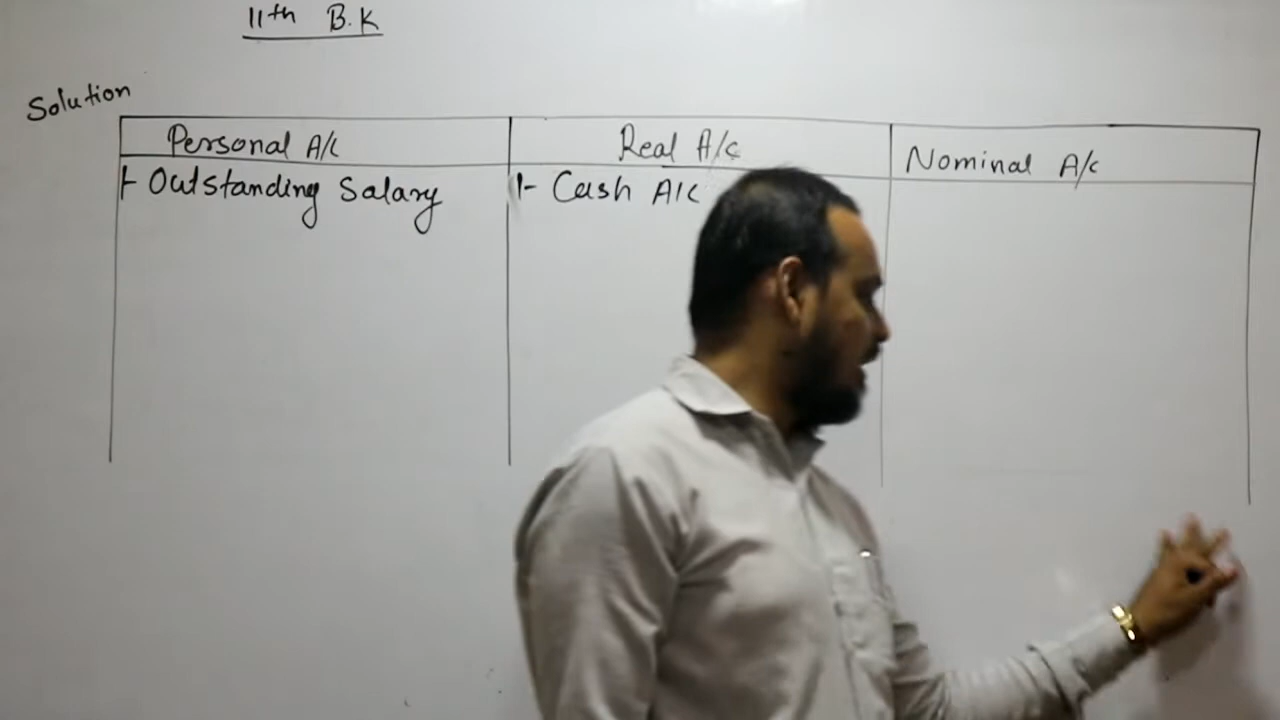 11th B.K
Solution
Personal A/c Real A/c Nominal A/c
1- Outstanding Salary 1- Cash A/c